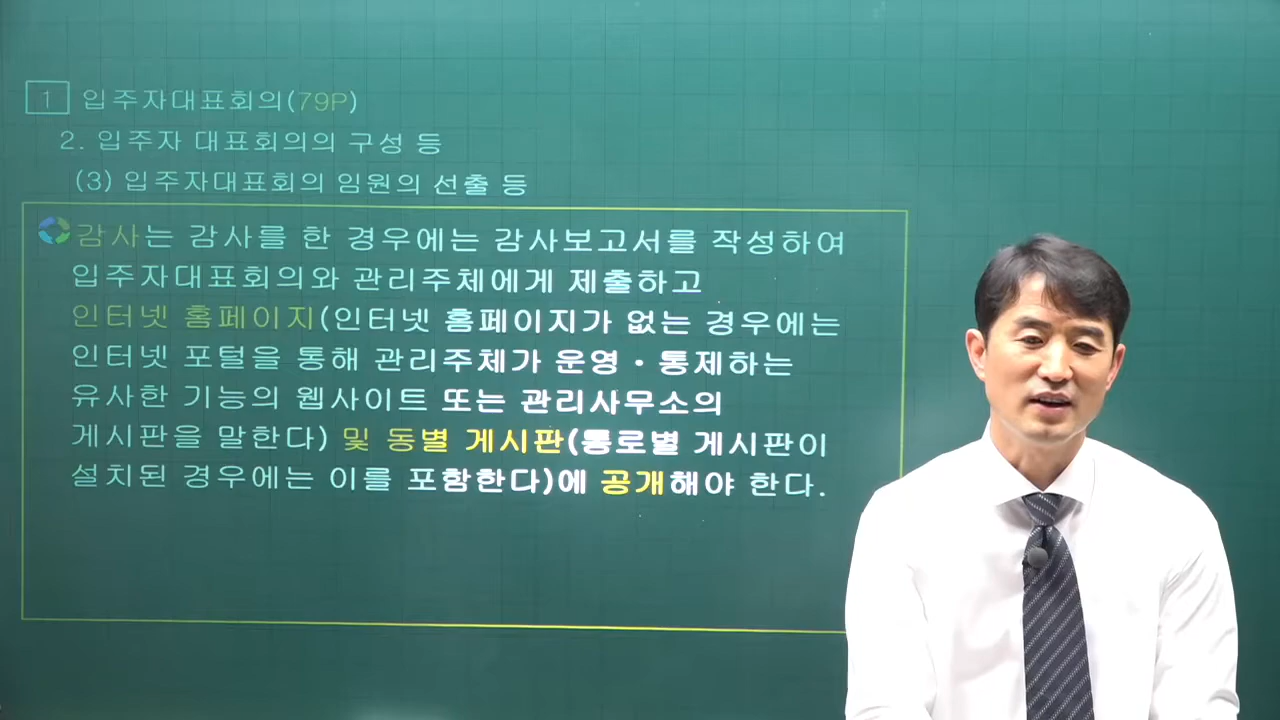 1 입주자대표회의(79P)
2. 입주자 대표회의의 구성 등
(3) 입주자대표회의 임원의 선출 등
감사는 감사를 한 경우에는 감사보고서를 작성하여
입주자대표회의와 관리주체에게 제출하고
인터넷 홈페이지(인터넷 홈페이지가 없는 경우에는
인터넷 포털을 통해 관리주체가 운영·통제하는
유사한 기능의 웹사이트 또는 관리사무소의
게시판을 말한다) 및 동별 게시판(통로별 게시판이
설치된 경우에는 이를 포함한다)에 공개해야 한다.